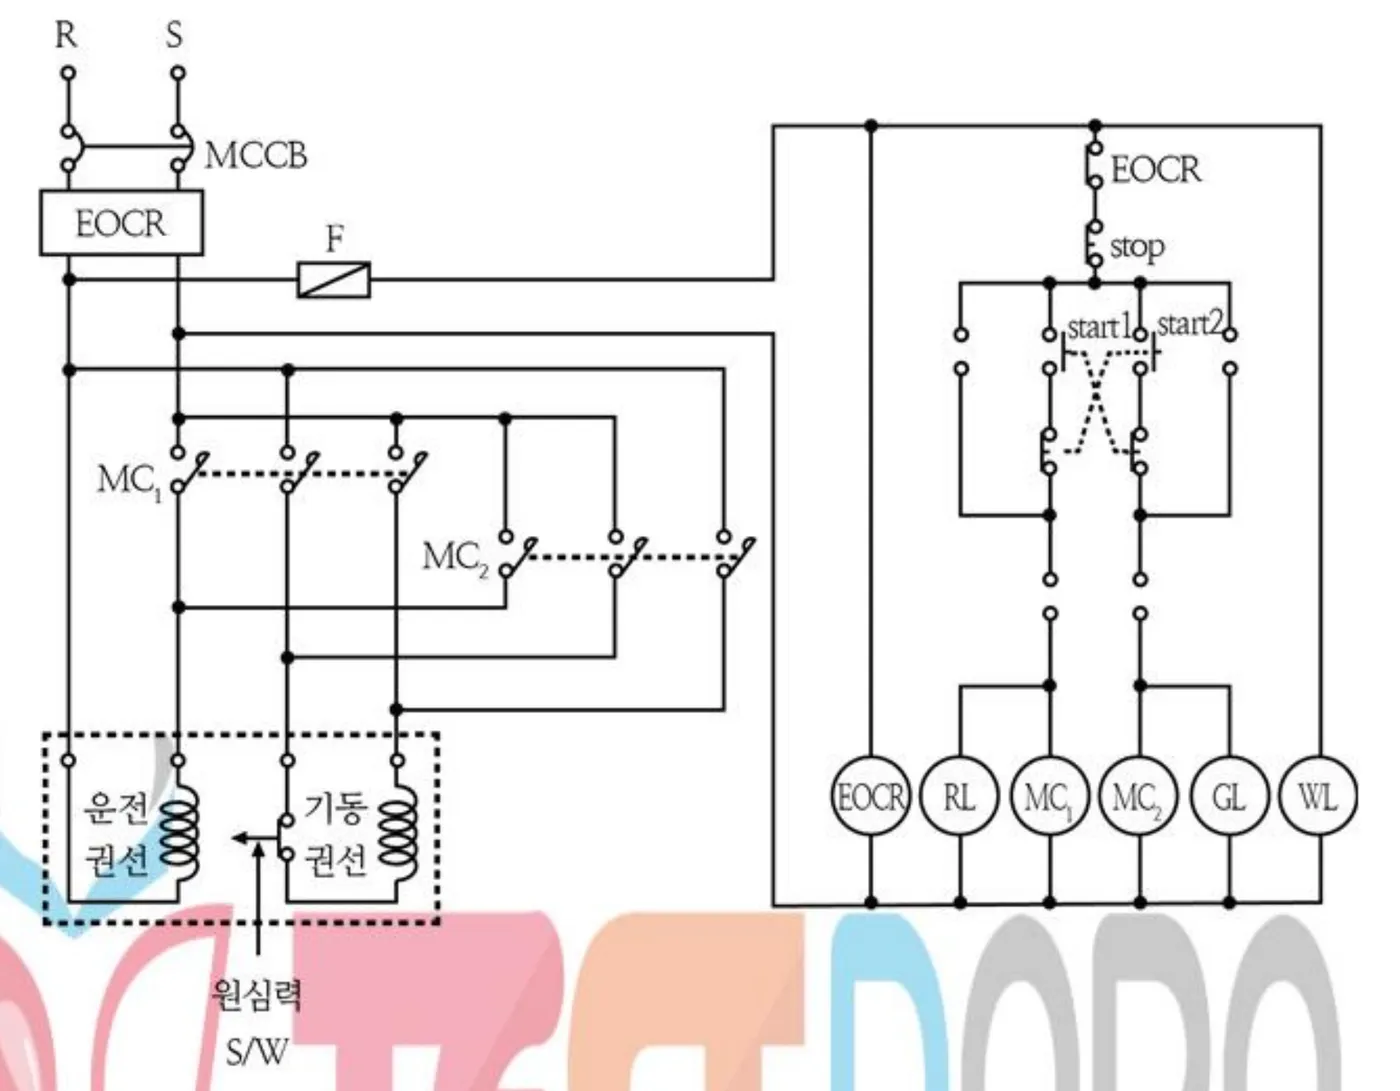 R S
MCCB
EOCR
F
EOCR
stop
start1 start2
MC₁
MC₂
운전
권선
기동
권선
EOCR RL MC₁ MC₂ GL WL
원심력
S/W